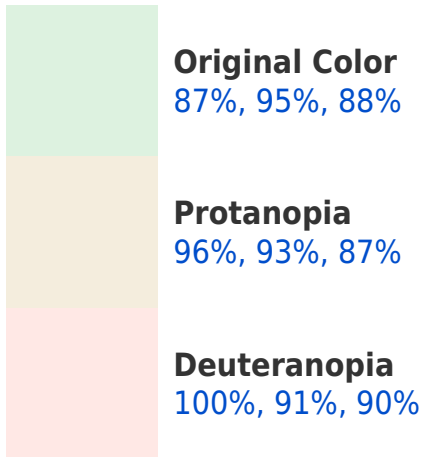 Original Color
87%, 95%, 88%
Protanopia
96%, 93%, 87%
Deuteranopia
100%, 91%, 90%